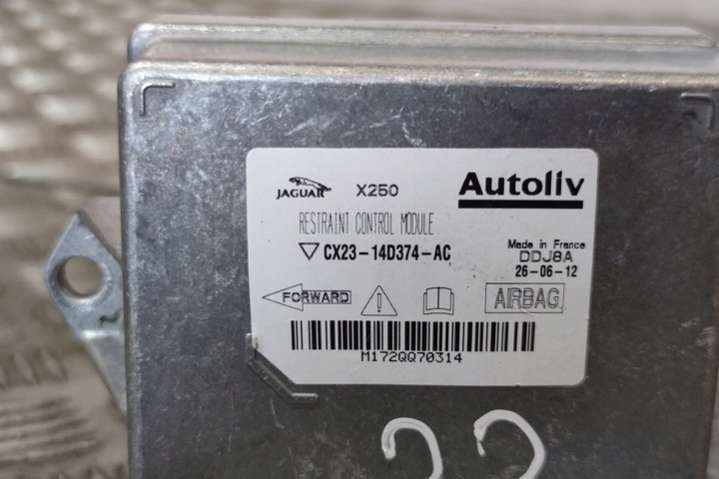 JAGUAR X250 Autoliv
RESTRAINT CONTROL MODULE
CX23-14D374-AC
Made in France
DDJ8A
26-06-12
FORWARD
AIRBAG
M172QQ70314